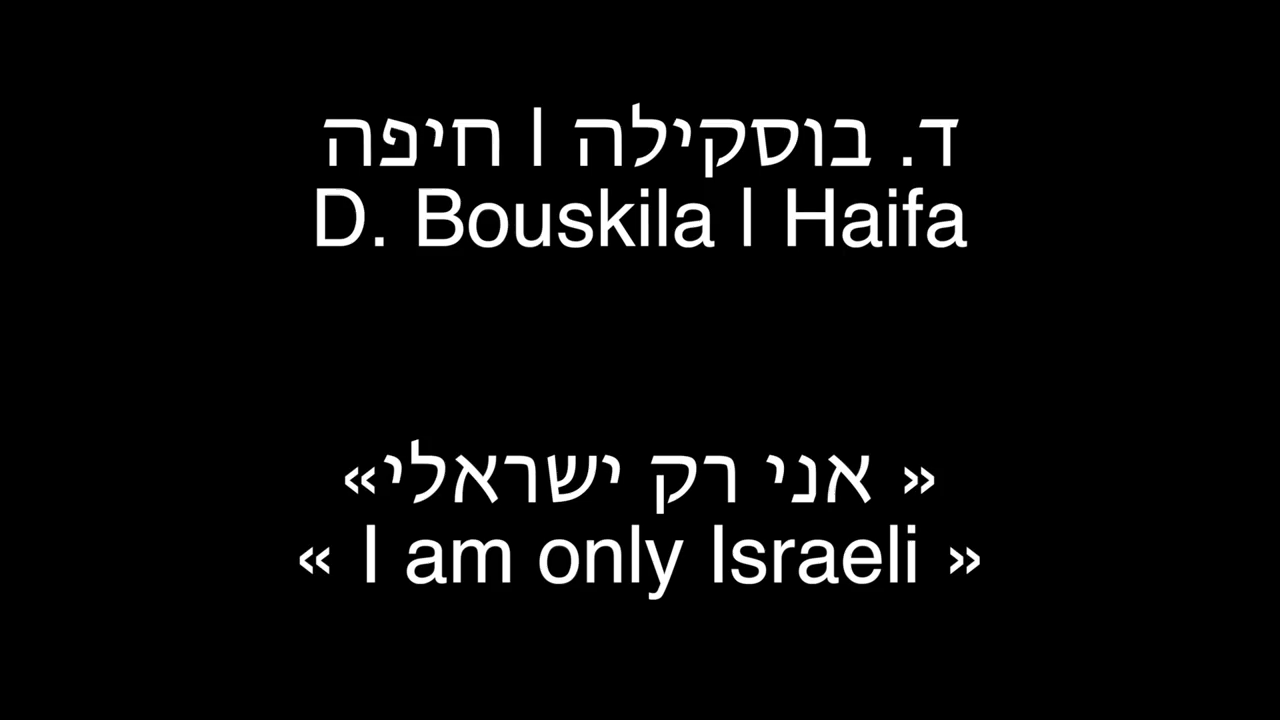 ד. בוסקילה | חיפה
D. Bouskila | Haifa
« אני רק ישראלי»
« I am only Israeli »